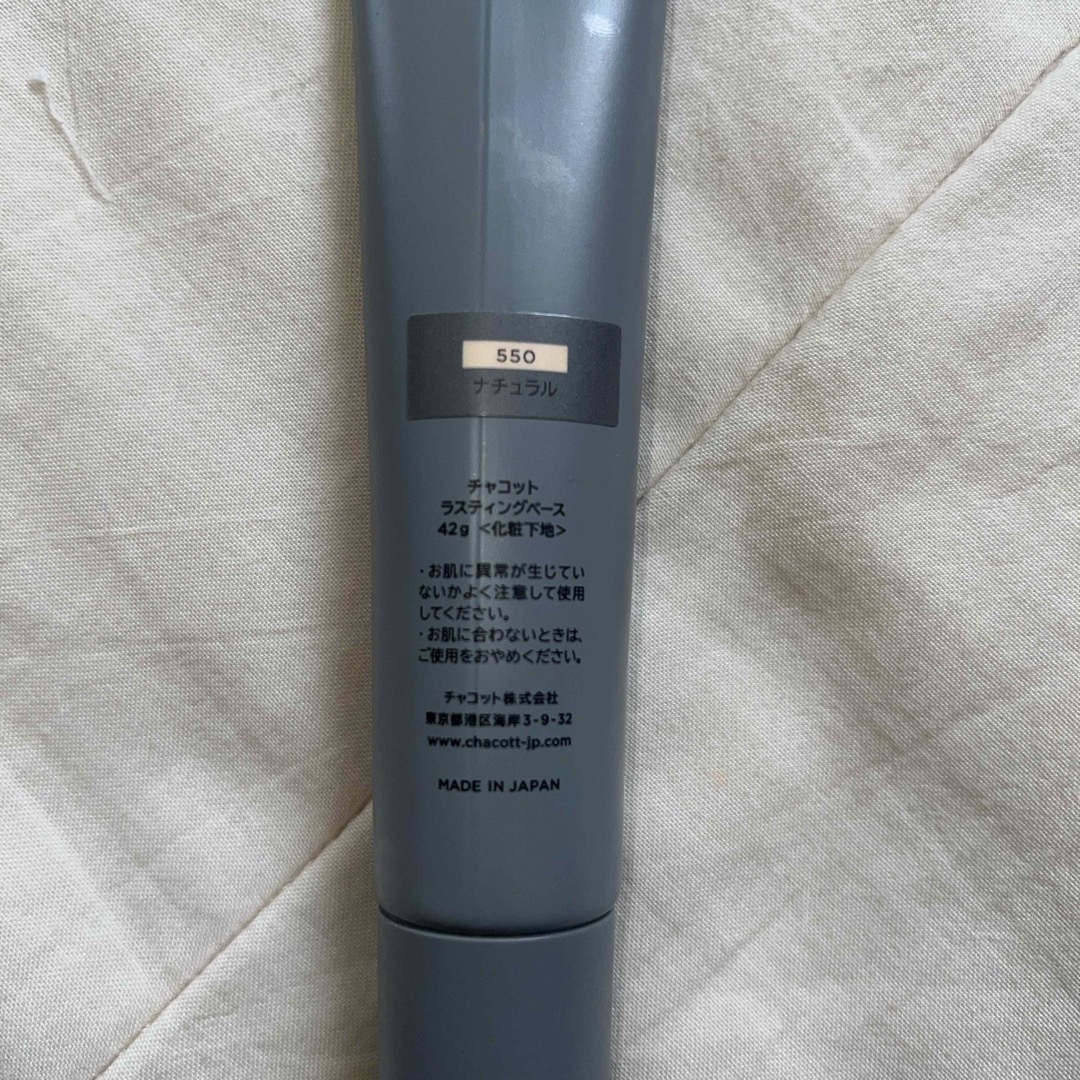 550
ナチュラル
チャコット
ラスティングベース
42g <化粧下地>
・お肌に異常が生じてい
ないかよく注意して使用
してください。
・お肌に合わないときは、
ご使用をおやめください。
チャコット株式会社
東京都港区海岸3-9-32
www.chacott-jp.com
MADE IN JAPAN